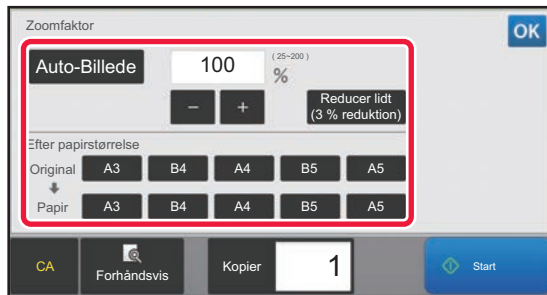 Zoomfaktor
OK
Auto-Billede
100
(25~200)
%
−
+
Reducer lidt
(3 % reduktion)
Efter papirstørrelse
Original A3 B4 A4 B5 A5
Papir A3 B4 A4 B5 A5
CA
Forhåndsvis
Kopier
1
Start